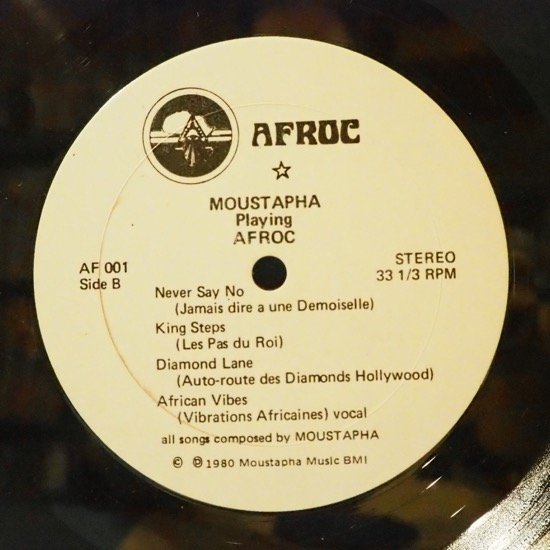 AFROC
MOUSTAPHA
Playing
AFROC
AF 001
Side B
STEREO
33 1/3 RPM
Never Say No
(Jamais dire a une Demoiselle)
King Steps
(Les Pas du Roi)
Diamond Lane
(Auto-route des Diamonds Hollywood)
African Vibes
(Vibrations Africaines) vocal
all songs composed by MOUSTAPHA
© ℗ 1980 Moustapha Music BMI